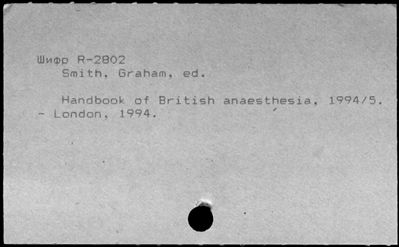 Шифр R-2802
Smith, Graham, ed.
Handbook of British anaesthesia, 1994/5.
- London, 1994.